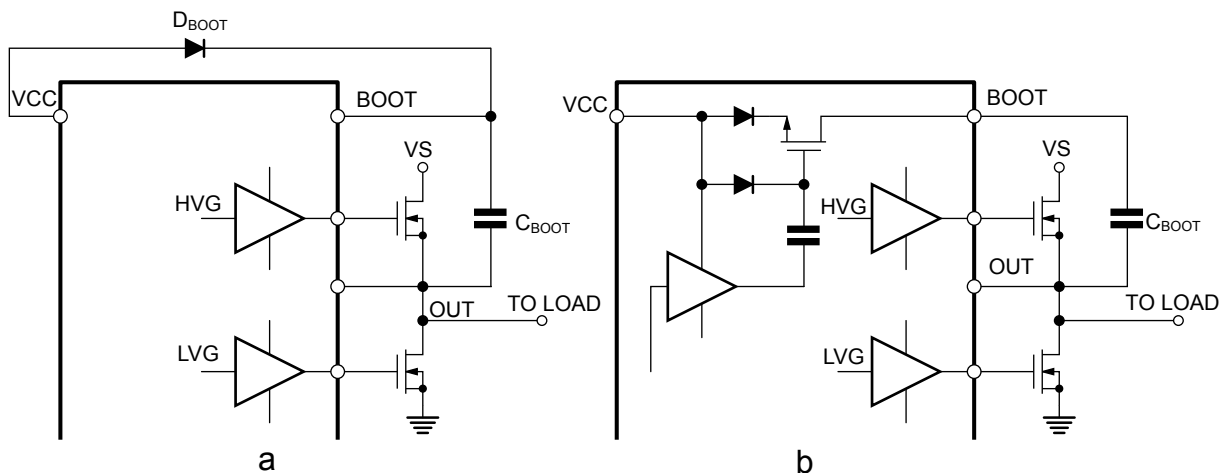 DBOOT
VCC
BOOT
VS
HVG
CBOOT
OUT
TO LOAD
LVG
a
VCC
BOOT
VS
HVG
CBOOT
OUT
TO LOAD
LVG
b